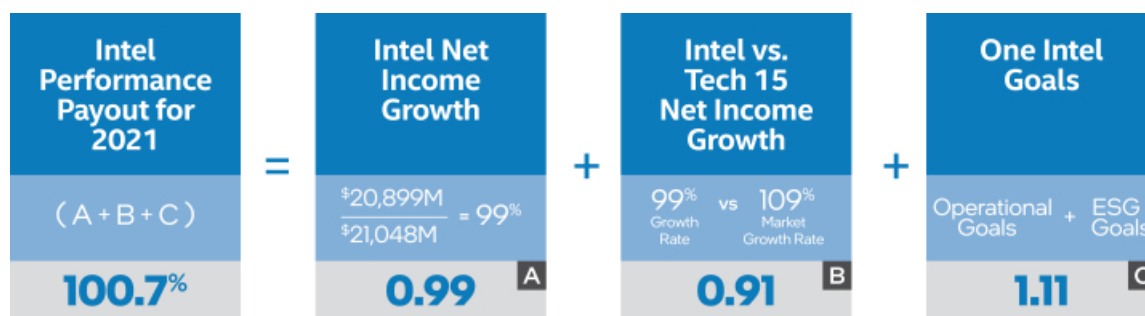 Intel
Performance
Payout for
2021
(A+B+C)
100.7%
=
Intel Net
Income
Growth
$20,899M
$21,048M
= 99%
0.99
A
+
Intel vs.
Tech 15
Net Income
Growth
99% vs 109%
Growth
Rate
Market
Growth Rate
0.91
B
+
One Intel
Goals
Operational
Goals
+
ESG
Goals
1.11
C